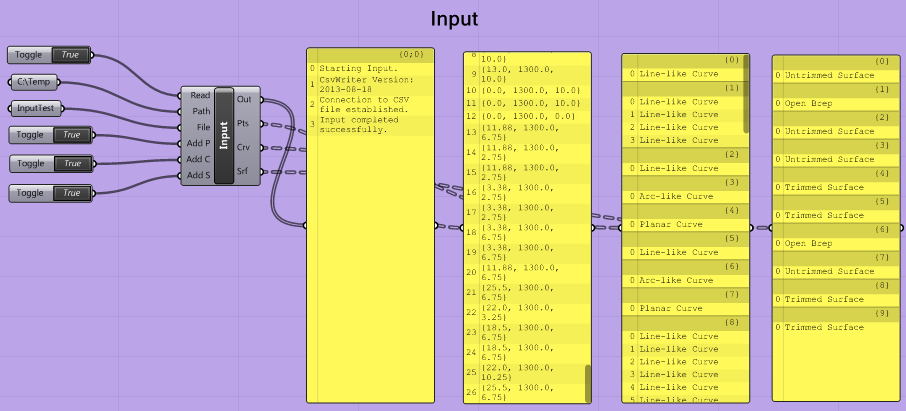 Input
Toggle True
C:\Temp
InputTest
Toggle True
Toggle True
Toggle True
Read
Path
File
Add P
Add C
Add S
Input
Out
Pts
Crv
Srf
{0;0}
0 Starting Input.
1 CsvWriter Version: 2013-08-18
2 Connection to CSV file established.
3 Input completed successfully.
8 10.0}
9 {13.0, 1300.0, 10.0}
10 {0.0, 1300.0, 10.0}
11 {0.0, 1300.0, 10.0}
12 {0.0, 1300.0, 0.0}
13 {11.88, 1300.0, 6.75}
14 {11.88, 1300.0, 2.75}
15 {11.88, 1300.0, 2.75}
16 {3.38, 1300.0, 2.75}
17 {3.38, 1300.0, 2.75}
18 {3.38, 1300.0, 6.75}
19 {3.38, 1300.0, 6.75}
20 {11.88, 1300.0, 6.75}
21 {25.5, 1300.0, 6.75}
22 {22.0, 1300.0, 3.25}
23 {18.5, 1300.0, 6.75}
24 {18.5, 1300.0, 6.75}
25 {22.0, 1300.0, 10.25}
26 {25.5, 1300.0, 6.75}
{0}
0 Line-like Curve
{1}
0 Line-like Curve
1 Line-like Curve
2 Line-like Curve
3 Line-like Curve
{2}
0 Line-like Curve
{3}
0 Arc-like Curve
{4}
0 Planar Curve
{5}
0 Line-like Curve
{6}
0 Arc-like Curve
{7}
0 Planar Curve
{8}
0 Line-like Curve
1 Line-like Curve
2 Line-like Curve
3 Line-like Curve
4 Line-like Curve
5 Line-like Curve
{0}
0 Untrimmed Surface
{1}
0 Open Brep
{2}
0 Untrimmed Surface
{3}
0 Untrimmed Surface
{4}
0 Trimmed Surface
{5}
0 Trimmed Surface
{6}
0 Open Brep
{7}
0 Untrimmed Surface
{8}
0 Trimmed Surface
{9}
0 Trimmed Surface